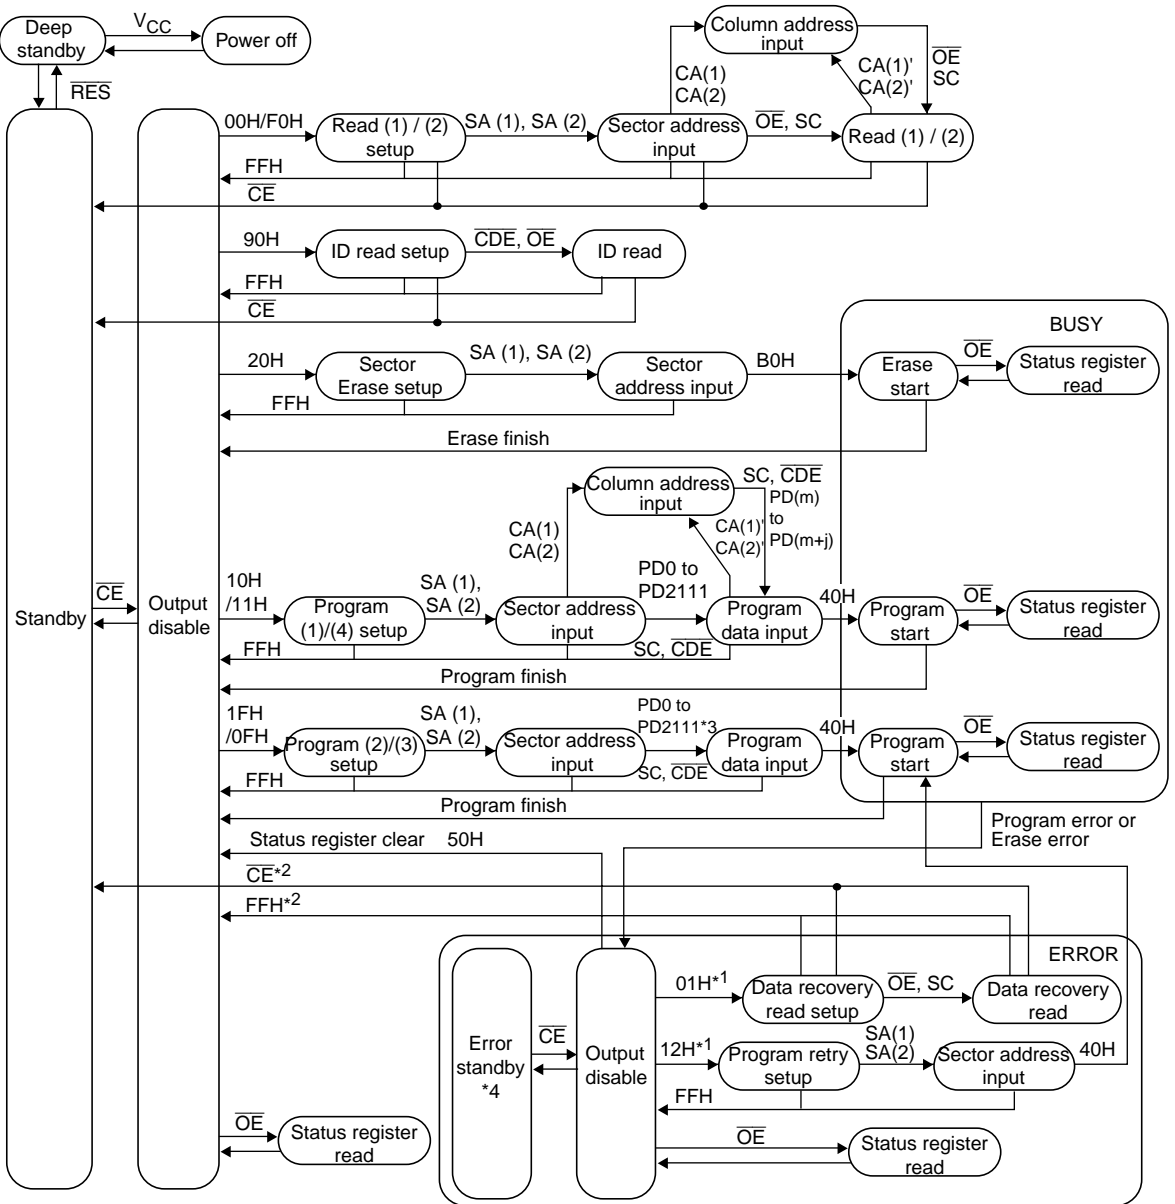 Deep
standby
VCC
Power off
RES
Column address
input
CA(1)
CA(2)
CA(1)'
CA(2)'
OE
SC
00H/F0H
Read (1) / (2)
setup
SA (1), SA (2)
Sector address
input
OE, SC
Read (1) / (2)
FFH
CE
90H
ID read setup
CDE, OE
ID read
FFH
CE
BUSY
20H
Sector
Erase setup
SA (1), SA (2)
Sector
address input
B0H
Erase
start
OE
Status register
read
FFH
Erase finish
Column address
input
SC, CDE
PD(m)
to
PD(m+j)
CA(1)
CA(2)
CA(1)'
CA(2)'
Standby
CE
Output
disable
10H
/11H
Program
(1)/(4) setup
SA (1),
SA (2)
Sector address
input
PD0 to
PD2111
SC, CDE
Program
data input
40H
Program
start
OE
Status register
read
FFH
Program finish
1FH
/0FH
Program (2)/(3)
setup
SA (1),
SA (2)
Sector address
input
PD0 to
PD2111*3
SC, CDE
Program
data input
40H
Program
start
OE
Status register
read
FFH
Program finish
Program error or
Erase error
Status register clear 50H
CE*2
FFH*2
ERROR
Error
standby
*4
CE
Output
disable
01H*1
Data recovery
read setup
OE, SC
Data recovery
read
12H*1
Program retry
setup
SA(1)
SA(2)
Sector address
input
40H
FFH
OE
Status register
read
OE
Status register
read